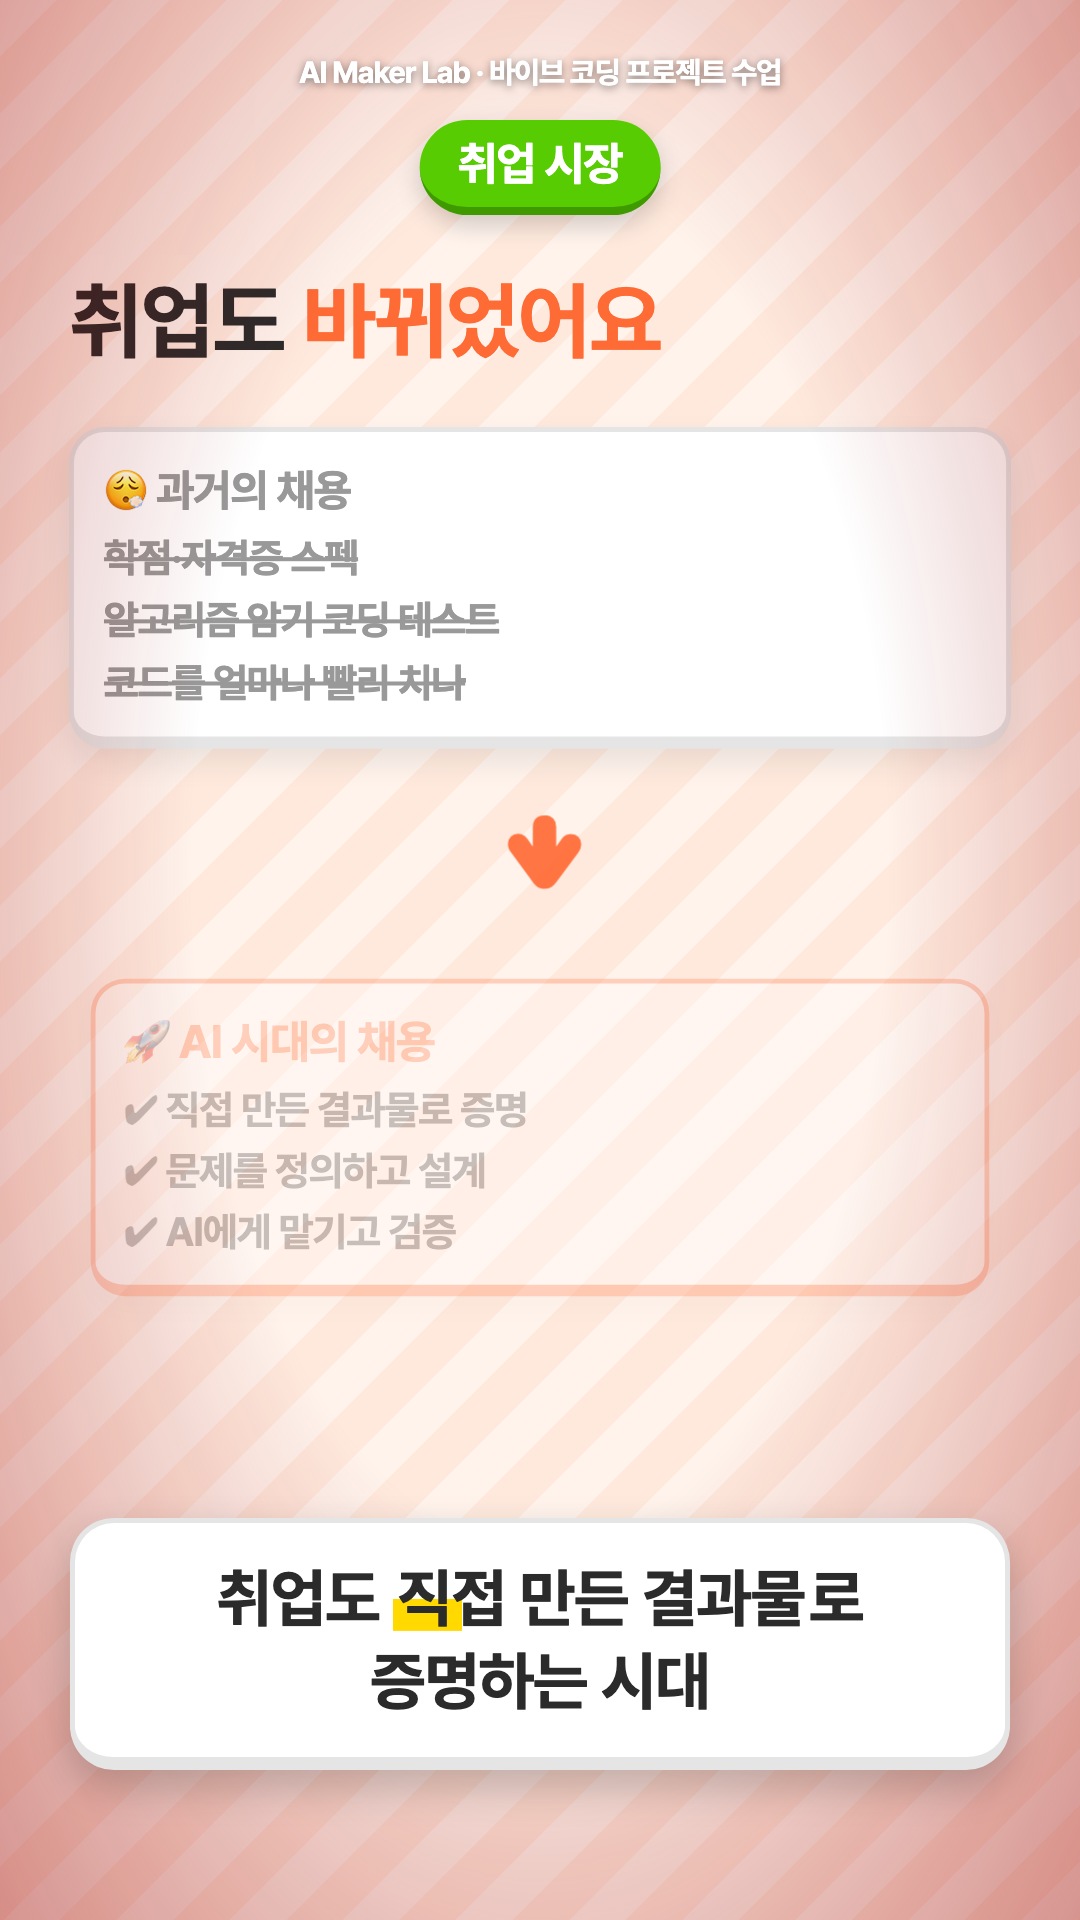 AI Maker Lab · 바이브 코딩 프로젝트 수업
취업 시장
취업도 바뀌었어요
😮‍💨 과거의 채용
학점·자격증 스펙
알고리즘 암기 코딩 테스트
코드를 얼마나 빨리 치나
🚀 AI 시대의 채용
✔ 직접 만든 결과물로 증명
✔ 문제를 정의하고 설계
✔ AI에게 맡기고 검증
취업도 직접 만든 결과물로
증명하는 시대